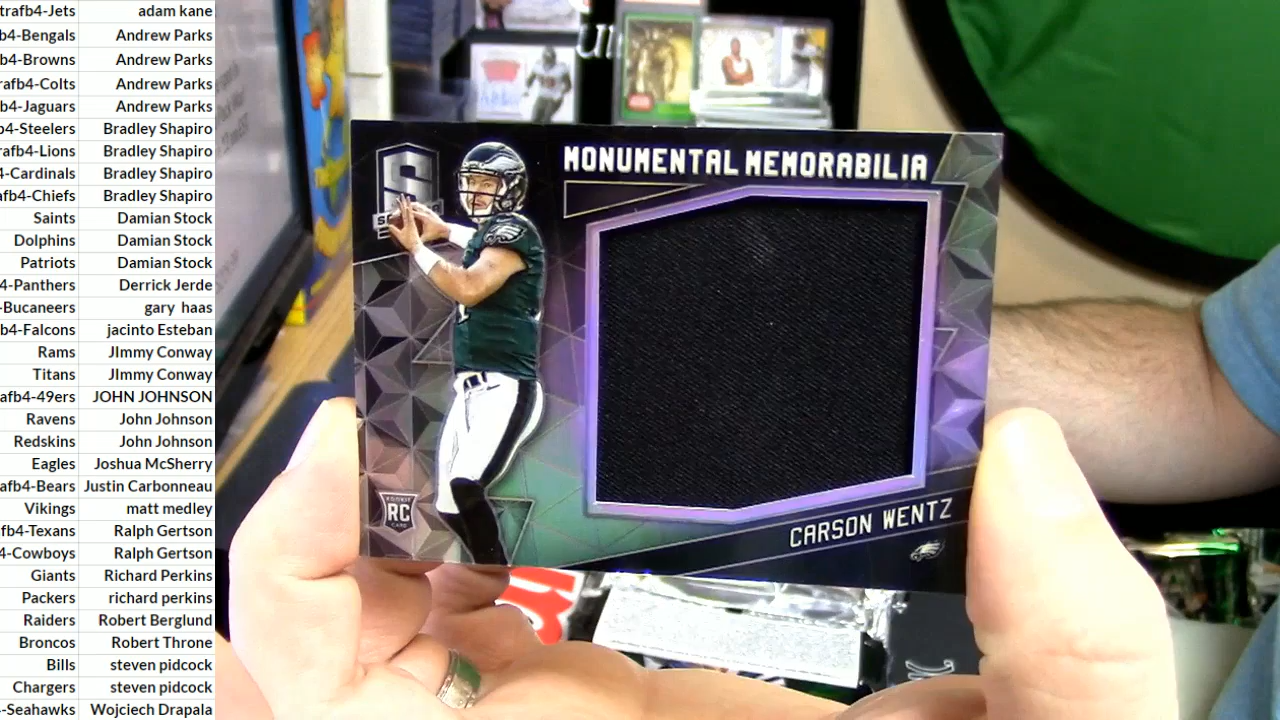 trafb4-Jets adam kane
b4-Bengals Andrew Parks
b4-Browns Andrew Parks
rafb4-Colts Andrew Parks
b4-Jaguars Andrew Parks
b4-Steelers Bradley Shapiro
rafb4-Lions Bradley Shapiro
4-Cardinals Bradley Shapiro
afb4-Chiefs Bradley Shapiro
Saints Damian Stock
Dolphins Damian Stock
Patriots Damian Stock
4-Panthers Derrick Jerde
-Bucaneers gary haas
b4-Falcons jacinto Esteban
Rams JImmy Conway
Titans JImmy Conway
afb4-49ers JOHN JOHNSON
Ravens John Johnson
Redskins John Johnson
Eagles Joshua McSherry
afb4-Bears Justin Carbonneau
Vikings matt medley
fb4-Texans Ralph Gertson
4-Cowboys Ralph Gertson
Giants Richard Perkins
Packers richard perkins
Raiders Robert Berglund
Broncos Robert Throne
Bills steven pidcock
Chargers steven pidcock
4-Seahawks Wojciech Drapala
MONUMENTAL MEMORABILIA
S
ROOKIE
RC
CARD
CARSON WENTZ